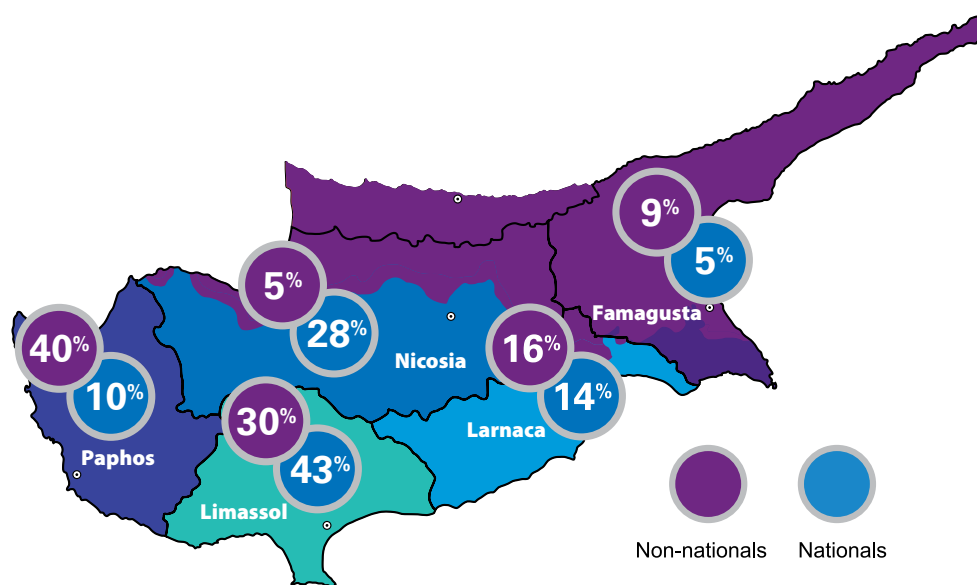 9%
5%
Famagusta
5%
28%
Nicosia
40%
10%
Paphos
16%
14%
Larnaca
30%
43%
Limassol
Non-nationals
Nationals